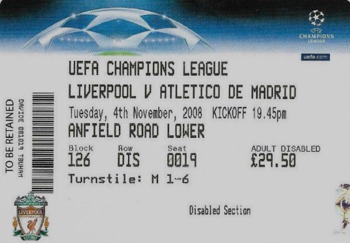 UEFA CHAMPIONS LEAGUE
LIVERPOOL V ATLETICO DE MADRID
Tuesday, 4th November, 2008 KICKOFF 19.45pm
ANFIELD ROAD LOWER
Block Row Seat ADULT DISABLED
126 DIS 0019 £29.50
Turnstile: M 1-6
Disabled Section
TO BE RETAINED
UEFA
CHAMPIONS
LEAGUE
uefa.com
LIVERPOOL